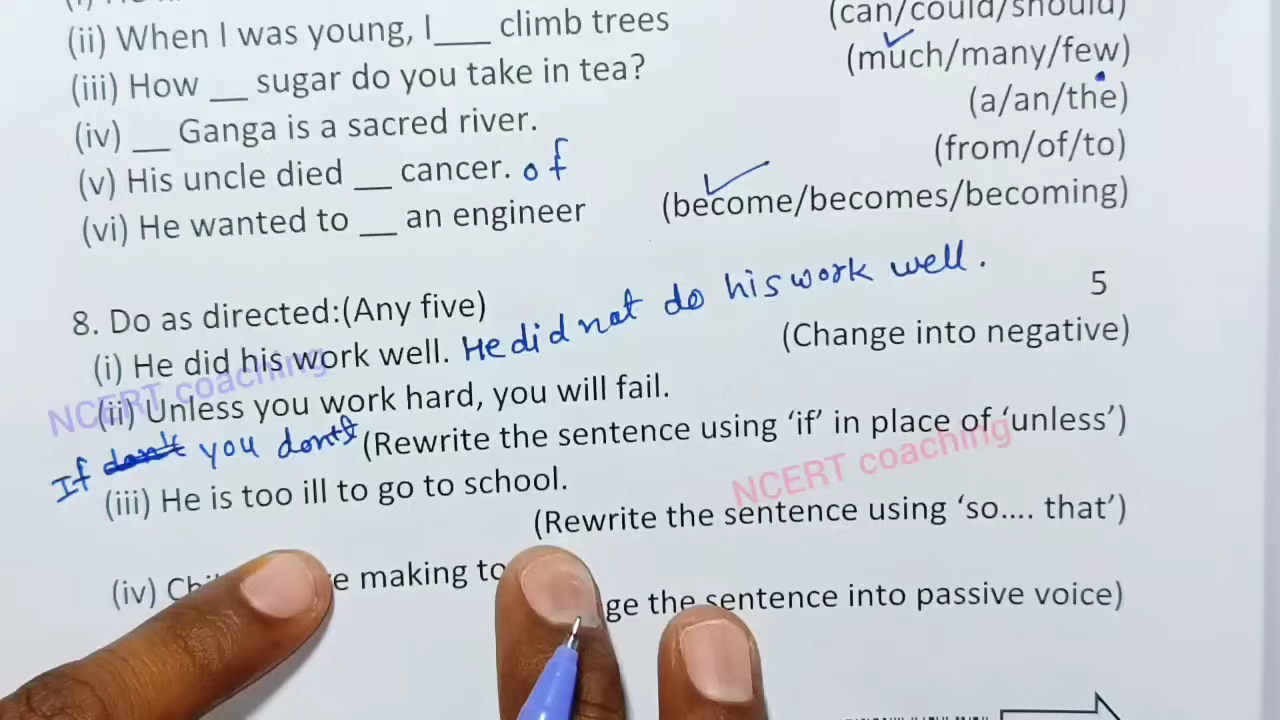 (ii) When I was young, I___ climb trees (can/could/should)
(iii) How __ sugar do you take in tea? (much/many/few)
(iv) __ Ganga is a sacred river. (a/an/the)
(v) His uncle died __ cancer. of (from/of/to)
(vi) He wanted to __ an engineer (become/becomes/becoming)
8. Do as directed:(Any five) 5
(i) He did his work well. He did not do his work well. (Change into negative)
NCERT coaching
(ii) Unless you work hard, you will fail.
If you dont (Rewrite the sentence using ‘if’ in place of ‘unless’)
NCERT coaching
(iii) He is too ill to go to school.
(Rewrite the sentence using ‘so.... that’)
(iv) making
the sentence into passive voice)